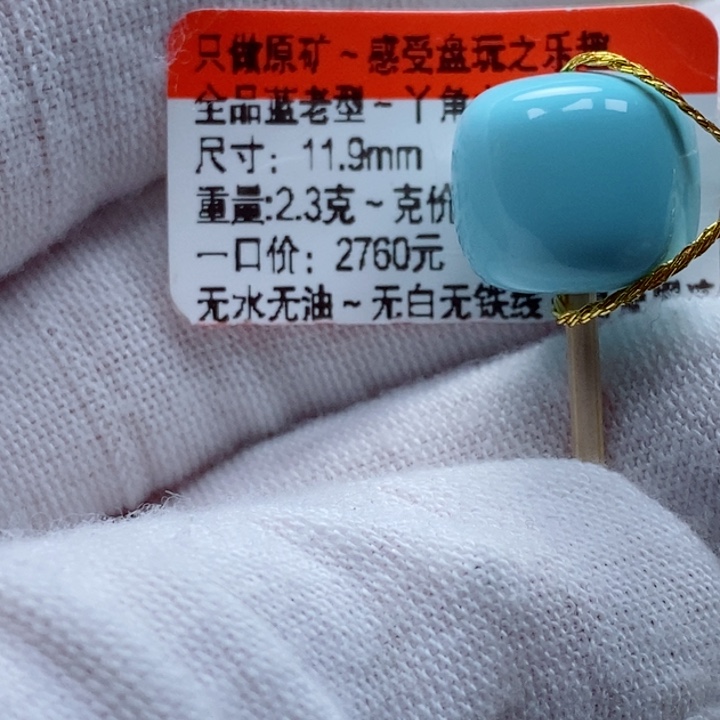 只做原矿~感受盘玩之乐趣
全品蓝老型~丫角
尺寸：11.9mm
重量:2.3克~克价
一口价：2760元
无水无油~无白无铁线